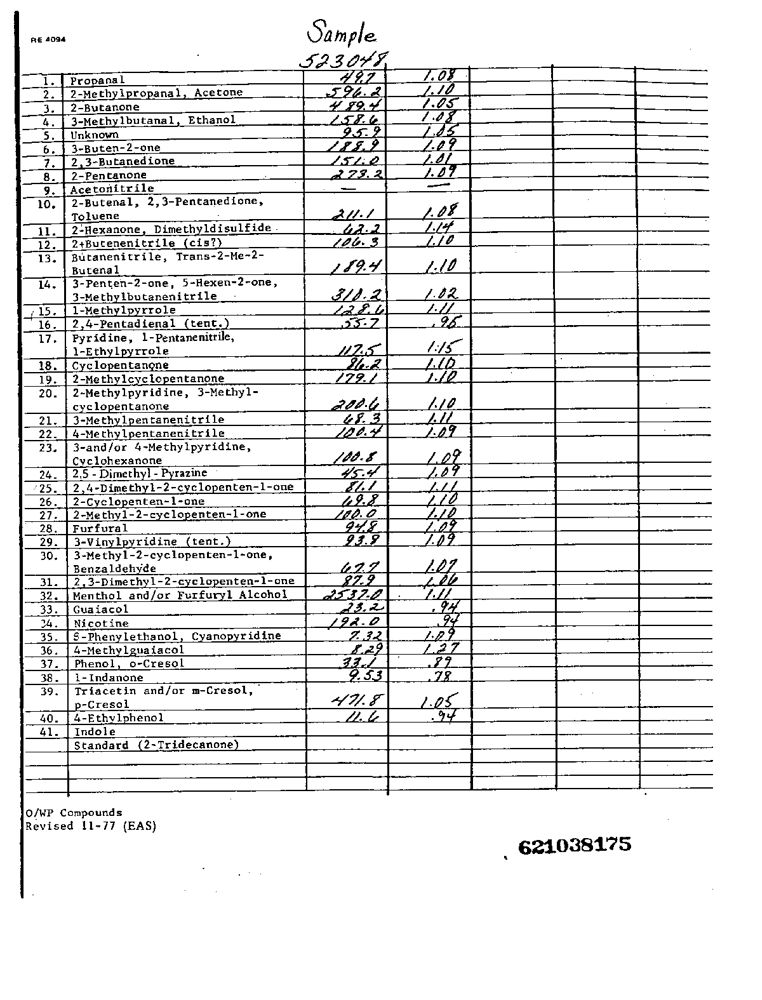 RE 4094
Sample
523048
1. Propanal 49.7 1.08
2. 2-Methylpropanal, Acetone 596.2 1.10
3. 2-Butanone 489.4 1.05
4. 3-Methylbutanal, Ethanol 158.6 1.08
5. Unknown 95.9 1.05
6. 3-Buten-2-one 188.9 1.09
7. 2,3-Butanedione 151.0 1.01
8. 2-Pentanone 273.2 1.09
9. Acetonitrile — —
10. 2-Butenal, 2,3-Pentanedione,
Toluene 211.1 1.08
11. 2-Hexanone, Dimethyldisulfide 62.2 1.14
12. 2-Butenenitrile (cis?) 106.3 1.10
13. Butanenitrile, Trans-2-Me-2-
Butenal 189.4 1.10
14. 3-Penten-2-one, 5-Hexen-2-one,
3-Methylbutanenitrile 310.2 1.02
15. 1-Methylpyrrole 128.6 1.11
16. 2,4-Pentadienal (tent.) 55.7 .96
17. Pyridine, 1-Pentanenitrile,
1-Ethylpyrrole 117.5 1.15
18. Cyclopentanone 86.2 1.10
19. 2-Methylcyclopentanone 179.1 1.10
20. 2-Methylpyridine, 3-Methyl-
cyclopentanone 200.6 1.10
21. 3-Methylpentanenitrile 68.3 1.11
22. 4-Methylpentanenitrile 100.4 1.09
23. 3-and/or 4-Methylpyridine,
Cyclohexanone 100.8 1.09
24. 2,5 - Dimethyl - Pyrazine 45.4 1.09
25. 2,4-Dimethyl-2-cyclopenten-1-one 81.1 1.11
26. 2-Cyclopenten-1-one 69.8 1.10
27. 2-Methyl-2-cyclopenten-1-one 100.0 1.10
28. Furfural 94.8 1.09
29. 3-Vinylpyridine (tent.) 93.8 1.09
30. 3-Methyl-2-cyclopenten-1-one,
Benzaldehyde 67.7 1.07
31. 2,3-Dimethyl-2-cyclopenten-1-one 87.9 1.06
32. Menthol and/or Furfuryl Alcohol 2537.0 1.11
33. Guaiacol 23.2 .94
34. Nicotine 192.0 .94
35. S-Phenylethanol, Cyanopyridine 7.32 1.09
36. 4-Methylguaiacol 8.29 1.27
37. Phenol, o-Cresol 33.1 .89
38. 1-Indanone 9.53 .78
39. Triacetin and/or m-Cresol,
p-Cresol 471.8 1.05
40. 4-Ethylphenol 11.6 .94
41. Indole
Standard (2-Tridecanone)
O/WP Compounds
Revised 11-77 (EAS)
621038175